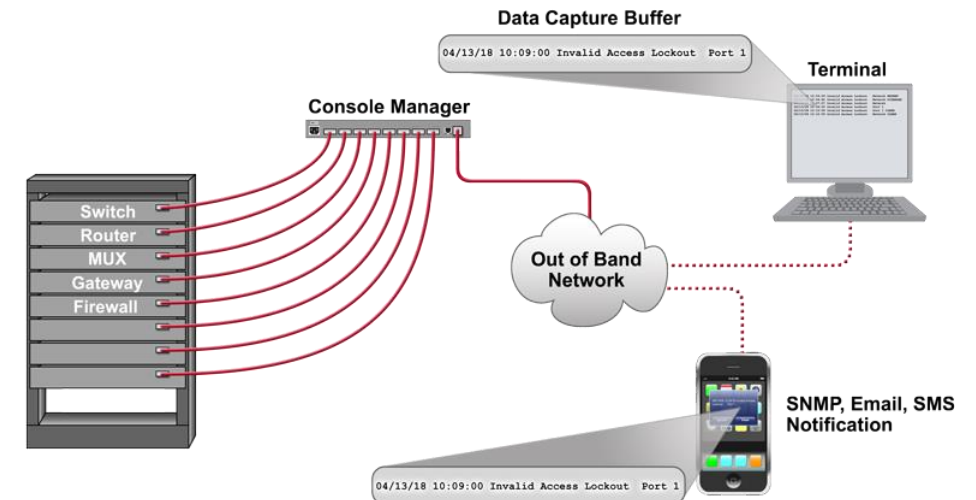 Data Capture Buffer
04/13/18 10:09:00 Invalid Access Lockout Port 1
Terminal
Console Manager
Switch
Router
MUX
Gateway
Firewall
Out of Band
Network
SNMP, Email, SMS
Notification
04/13/18 10:09:00 Invalid Access Lockout Port 1